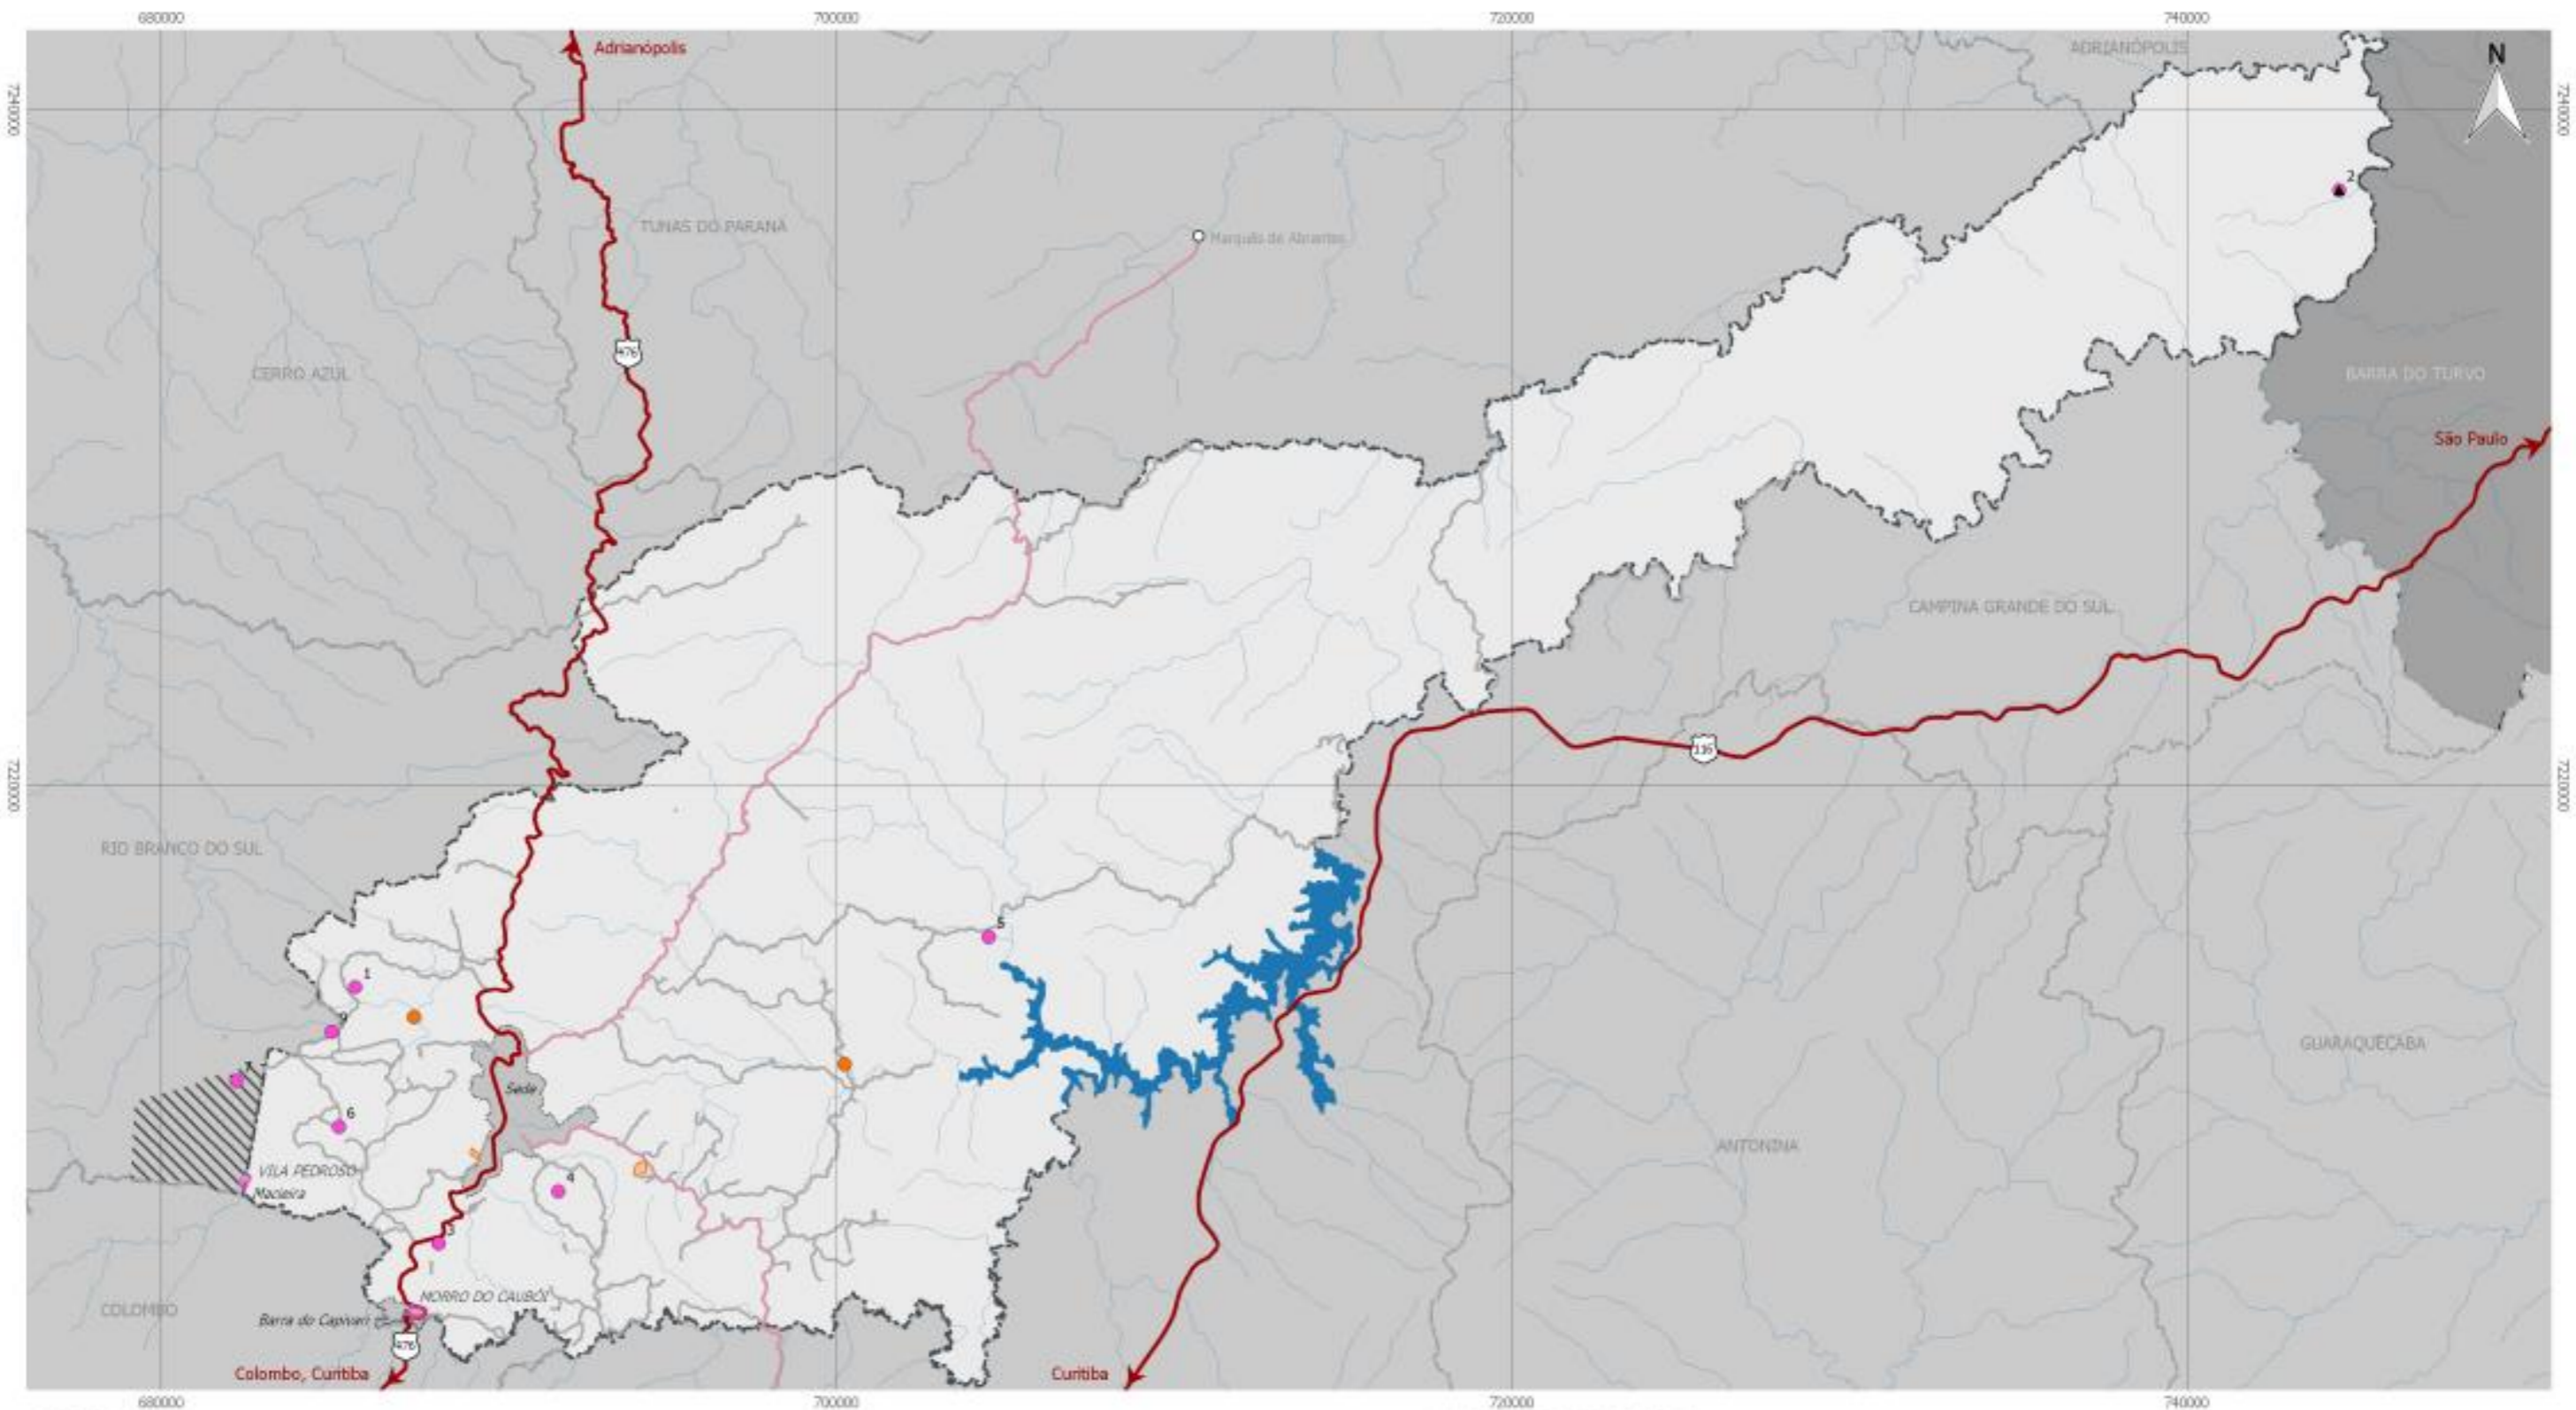 680000
700000
720000
740000
Adrianópolis
ADRIANÓPOLIS
N
7240000
7240000
2
TUNAS DO PARANÁ
Marquês de Abrantes
476
CERRO AZUL
BARRA DO TURVO
São Paulo
CAMPINA GRANDE DO SUL
116
7220000
7220000
RIO BRANCO DO SUL
5
1
9
GUARAQUEÇABA
7
Sede
6
ANTONINA
VILA PEDROSO
Macieira
4
3
MORRO DO CAUBÓI
COLOMBO
Barra do Capivari
476
Colombo, Curitiba
Curitiba
680000
700000
720000
740000